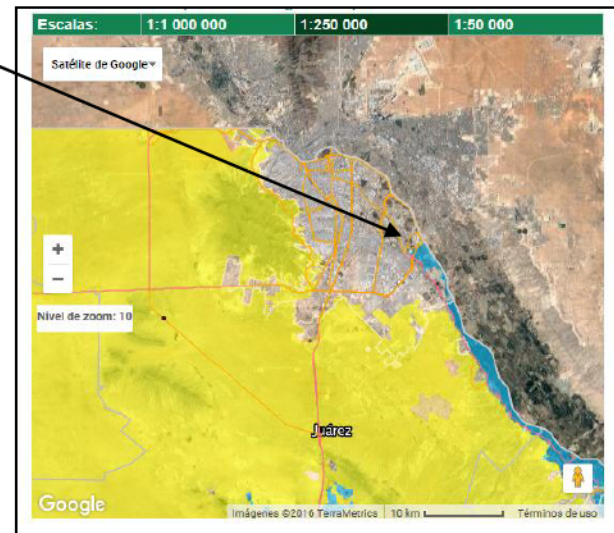 Escalas: 1:1 000 000 1:250 000 1:50 000
Satélite de Google
+
−
Nivel de zoom: 10
Juárez
Google
Imágenes ©2016 TerraMetrics 10 km Términos de uso